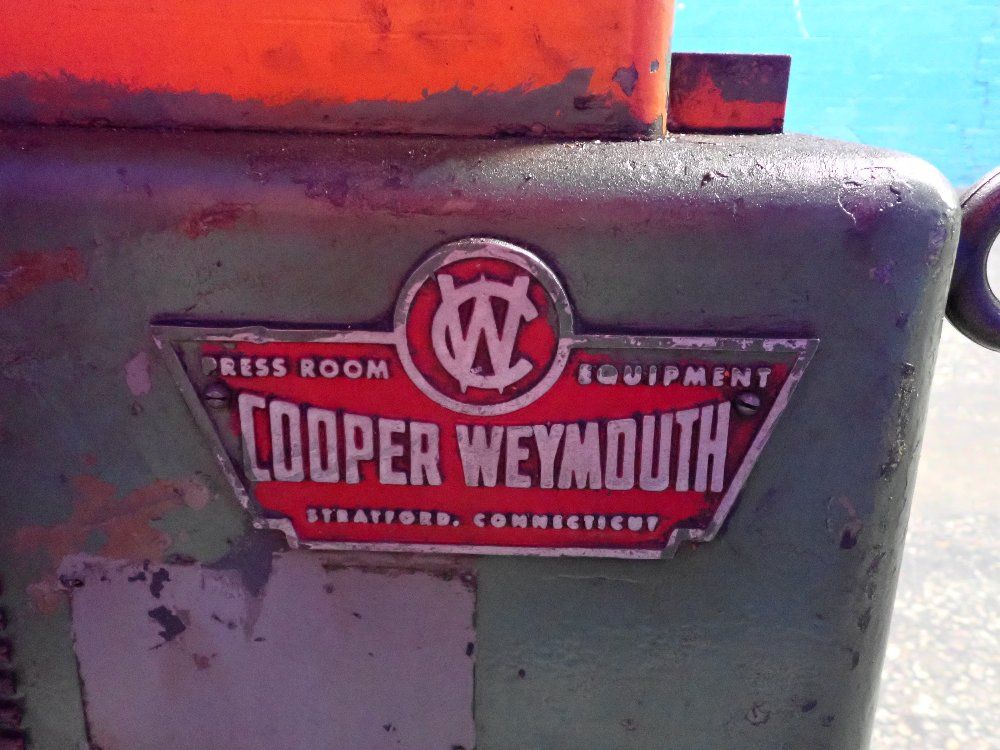 CW
PRESS ROOM EQUIPMENT
COOPER WEYMOUTH
STRATFORD, CONNECTICUT